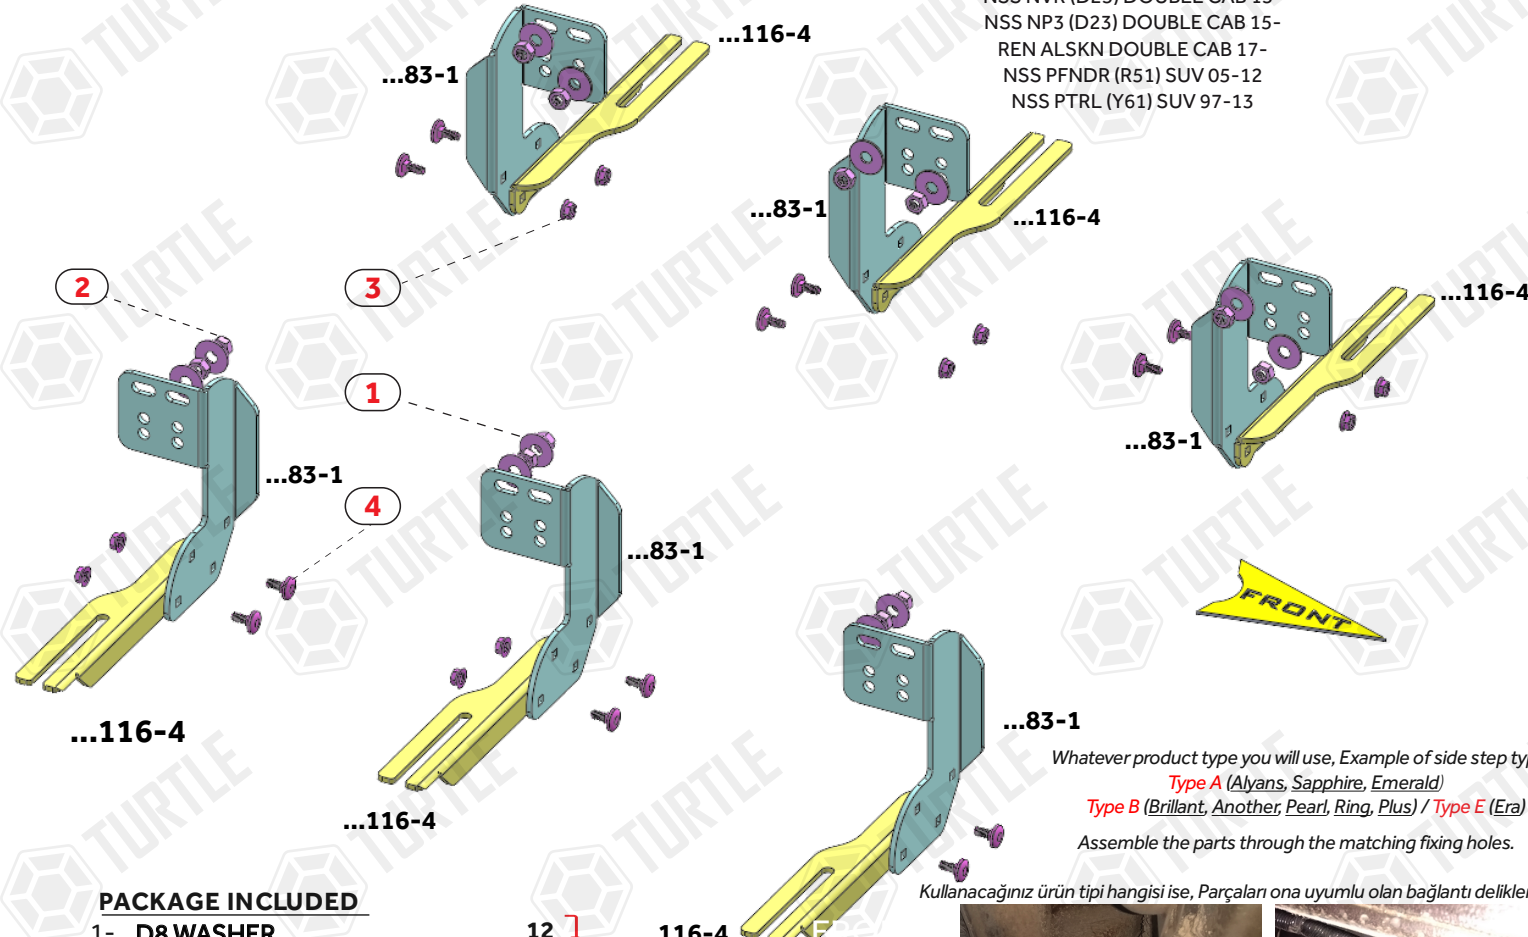 NSS NP3 (D23) DOUBLE CAB 15-
REN ALSKN DOUBLE CAB 17-
NSS PFNDR (R51) SUV 05-12
NSS PTRL (Y61) SUV 97-13
...116-4
...83-1
...83-1
...116-4
2
3
...116-4
1
...83-1
...83-1
4
...83-1
FRONT
...116-4
...83-1
Whatever product type you will use, Example of side step
Type A (Alyans, Sapphire, Emerald)
Type B (Brillant, Another, Pearl, Ring, Plus) / Type E (Era)
...116-4
Assemble the parts through the matching fixing holes.
Kullanacağınız ürün tipi hangisi ise, Parçaları ona uyumlu olan bağlantı
PACKAGE INCLUDED
1- D8 WASHER
12
...116-4
TURTLE